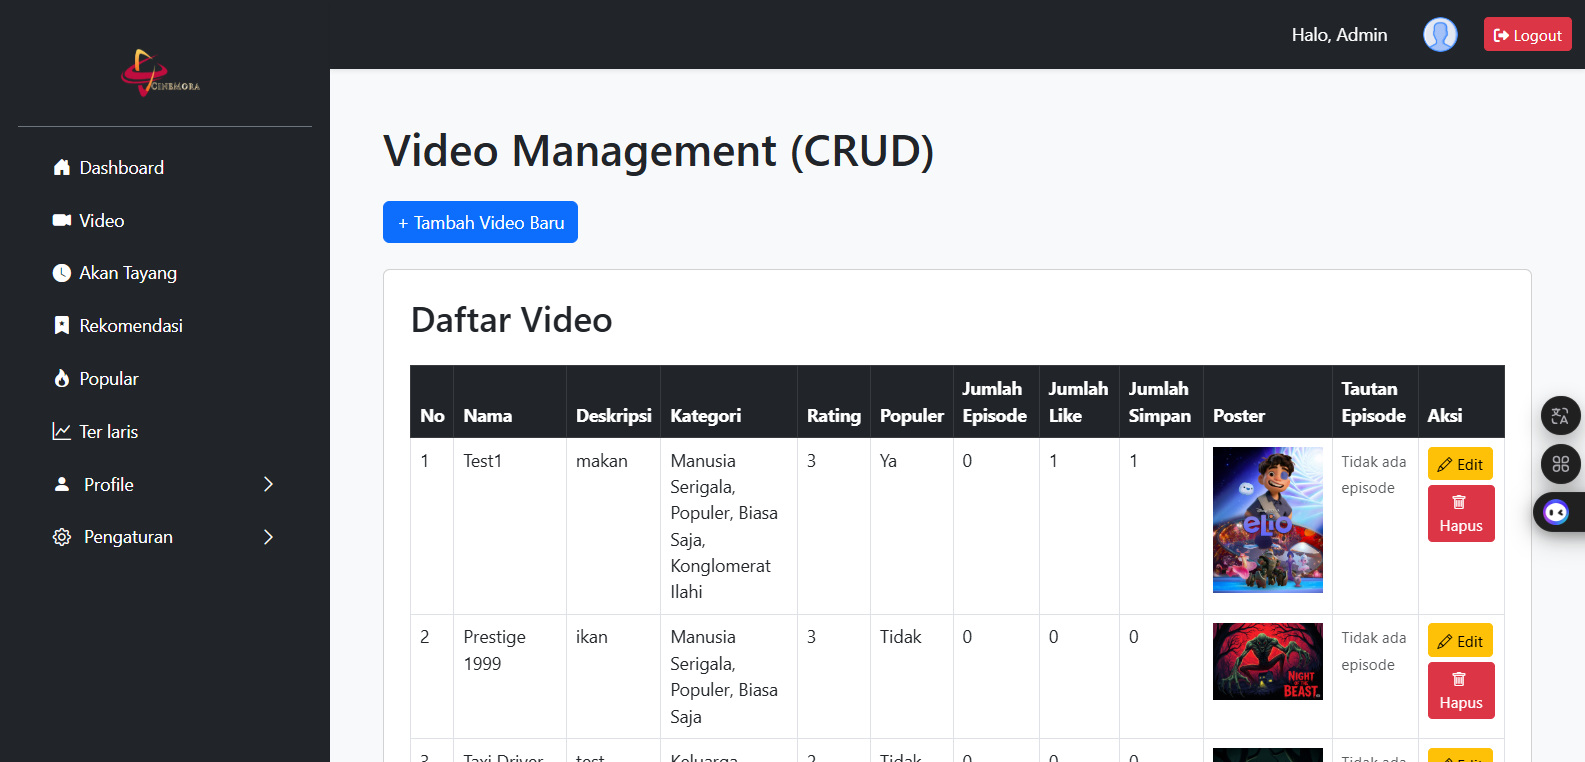 Halo, Admin
Logout
CINEMORA
Dashboard
Video
Akan Tayang
Rekomendasi
Popular
Ter laris
Profile
Pengaturan
Video Management (CRUD)
+ Tambah Video Baru
Daftar Video
No Nama Deskripsi Kategori Rating Populer Jumlah Episode Jumlah Like Jumlah Simpan Poster Tautan Episode Aksi
1 Test1 makan Manusia Serigala, Populer, Biasa Saja, Konglomerat Ilahi 3 Ya 0 1 1 elio Tidak ada episode Edit Hapus
2 Prestige 1999 ikan Manusia Serigala, Populer, Biasa Saja 3 Tidak 0 0 0 NIGHT OF THE BEAST Tidak ada episode Edit Hapus
3 Taxi Driver test Keluarga 2 Tidak 0 0 0 Tidak ada Edit